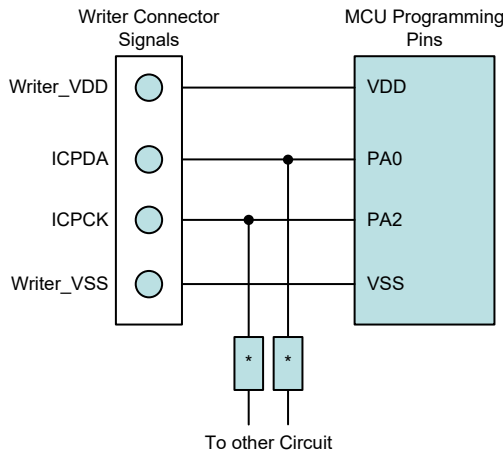 Writer Connector
Signals
MCU Programming
Pins
Writer_VDD
VDD
ICPDA
PA0
ICPCK
PA2
Writer_VSS
VSS
*
*
To other Circuit